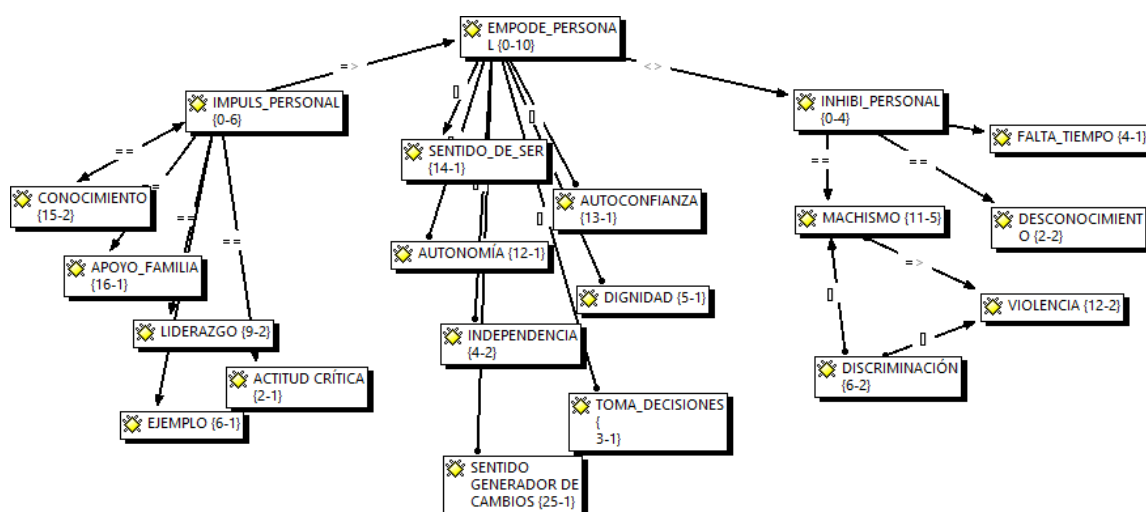 EMPODE_PERSONA
L {0-10}
=>
<>
IMPULS_PERSONAL
{0-6}
INHIBI_PERSONAL
{0-4}
FALTA_TIEMPO {4-1}
==
SENTIDO_DE_SER
{14-1}
==
==
CONOCIMIENTO
{15-2}
==
AUTOCONFIANZA
{13-1}
MACHISMO {11-5}
DESCONOCIMIENT
O {2-2}
==
==
AUTONOMÍA {12-1}
=>
APOYO_FAMILIA
{16-1}
DIGNIDAD {5-1}
[]
VIOLENCIA {12-2}
LIDERAZGO {9-2}
INDEPENDENCIA
{4-2}
[]
ACTITUD CRÍTICA
{2-1}
DISCRIMINACIÓN
{6-2}
EJEMPLO {6-1}
TOMA_DECISIONES
{
3-1}
SENTIDO
GENERADOR DE
CAMBIOS {25-1}